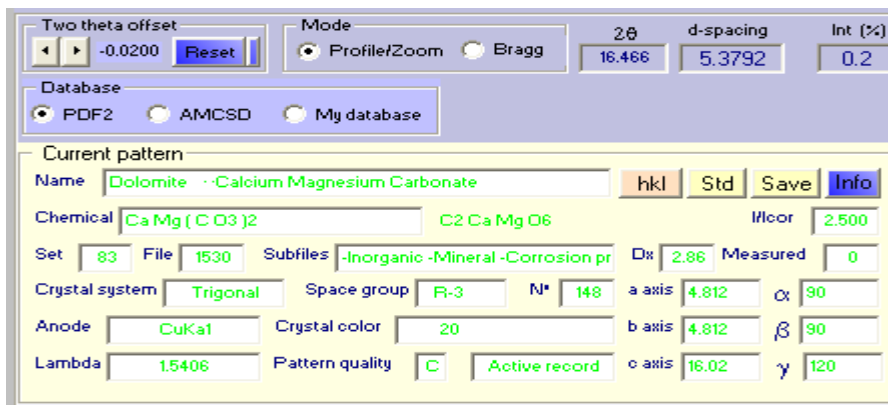 Two theta offset Mode 2θ d-spacing Int (%)
-0.0200 Reset Profile/Zoom Bragg 16.466 5.3792 0.2
Database
PDF2 AMCSD My database
Current pattern
Name Dolomite --Calcium Magnesium Carbonate hkl Std Save Info
Chemical Ca Mg ( C O3 )2 C2 Ca Mg O6 I/Icor 2.500
Set 83 File 1530 Subfiles -Inorganic -Mineral -Corrosion pr Dx 2.86 Measured 0
Crystal system Trigonal Space group R-3 N° 148 a axis 4.812 α 90
Anode CuKa1 Crystal color 20 b axis 4.812 β 90
Lambda 1.5406 Pattern quality C Active record c axis 16.02 γ 120